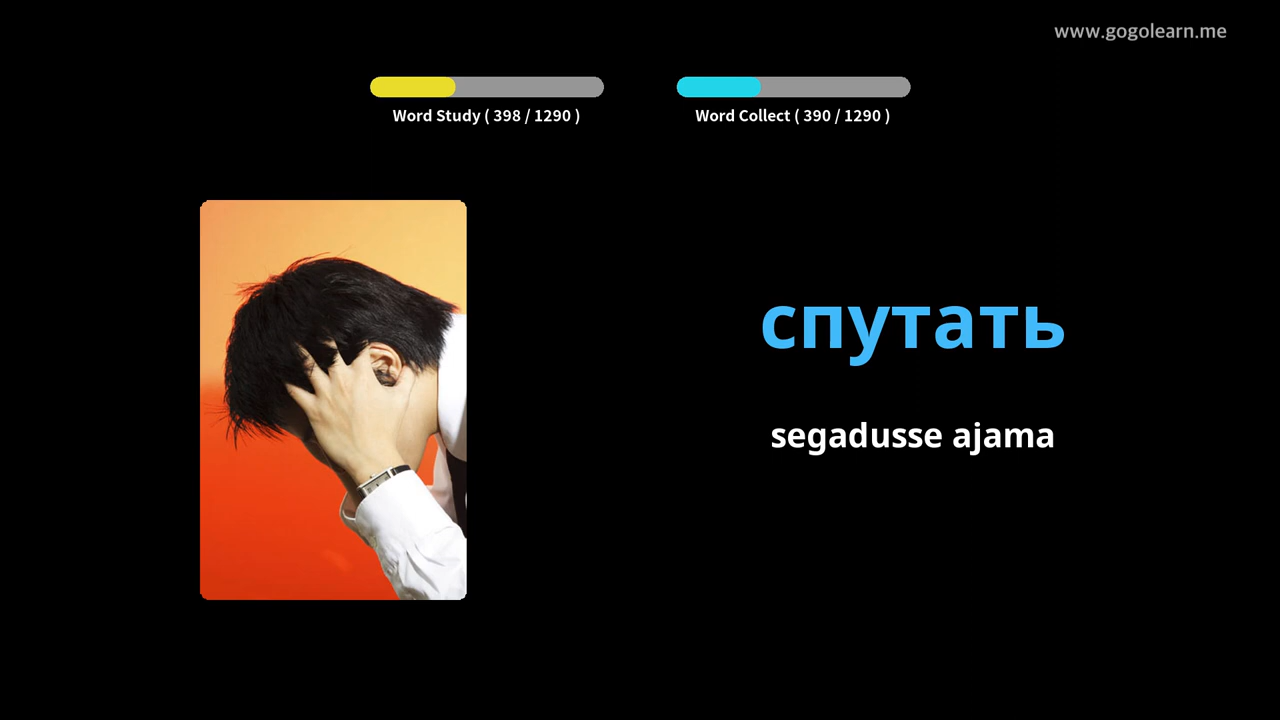 www.gogolearn.me
Word Study ( 398 / 1290 )
Word Collect ( 390 / 1290 )
спутать
segadusse ajama